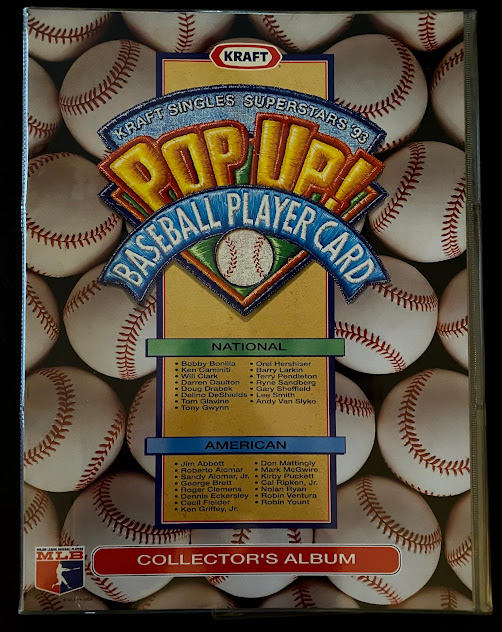 KRAFT
KRAFT SINGLES SUPERSTARS '93
POP·UP!
BASEBALL PLAYER CARD
NATIONAL
• Bobby Bonilla
• Ken Caminiti
• Will Clark
• Darren Daulton
• Doug Drabek
• Delino DeShields
• Tom Glavine
• Tony Gwynn
• Orel Hershiser
• Barry Larkin
• Terry Pendleton
• Ryne Sandberg
• Gary Sheffield
• Lee Smith
• Andy Van Slyke
AMERICAN
• Jim Abbott
• Roberto Alomar
• Sandy Alomar, Jr.
• George Brett
• Roger Clemens
• Dennis Eckersley
• Cecil Fielder
• Ken Griffey, Jr.
• Don Mattingly
• Mark McGwire
• Kirby Puckett
• Cal Ripken, Jr.
• Nolan Ryan
• Robin Ventura
• Robin Yount
MAJOR LEAGUE BASEBALL PLAYERS
MLB
COLLECTOR'S ALBUM